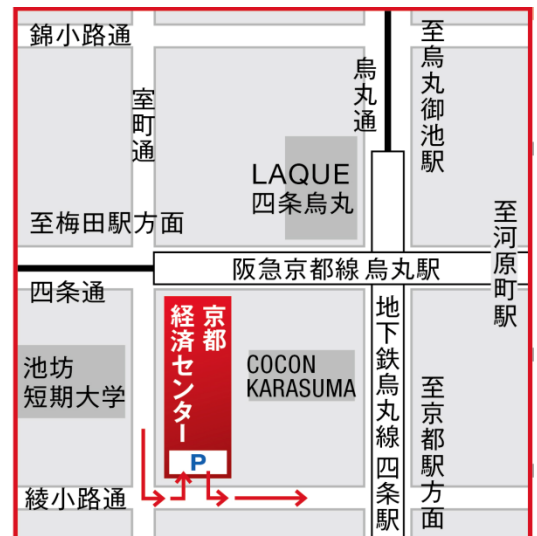 錦小路通
室町通
烏丸通
至烏丸御池駅
LAQUE
四条烏丸
至梅田駅方面
至河原町駅
阪急京都線 烏丸駅
四条通
京都
経済センター
P
池坊
短期大学
COCON
KARASUMA
地下鉄烏丸線 四条駅
至京都駅方面
綾小路通